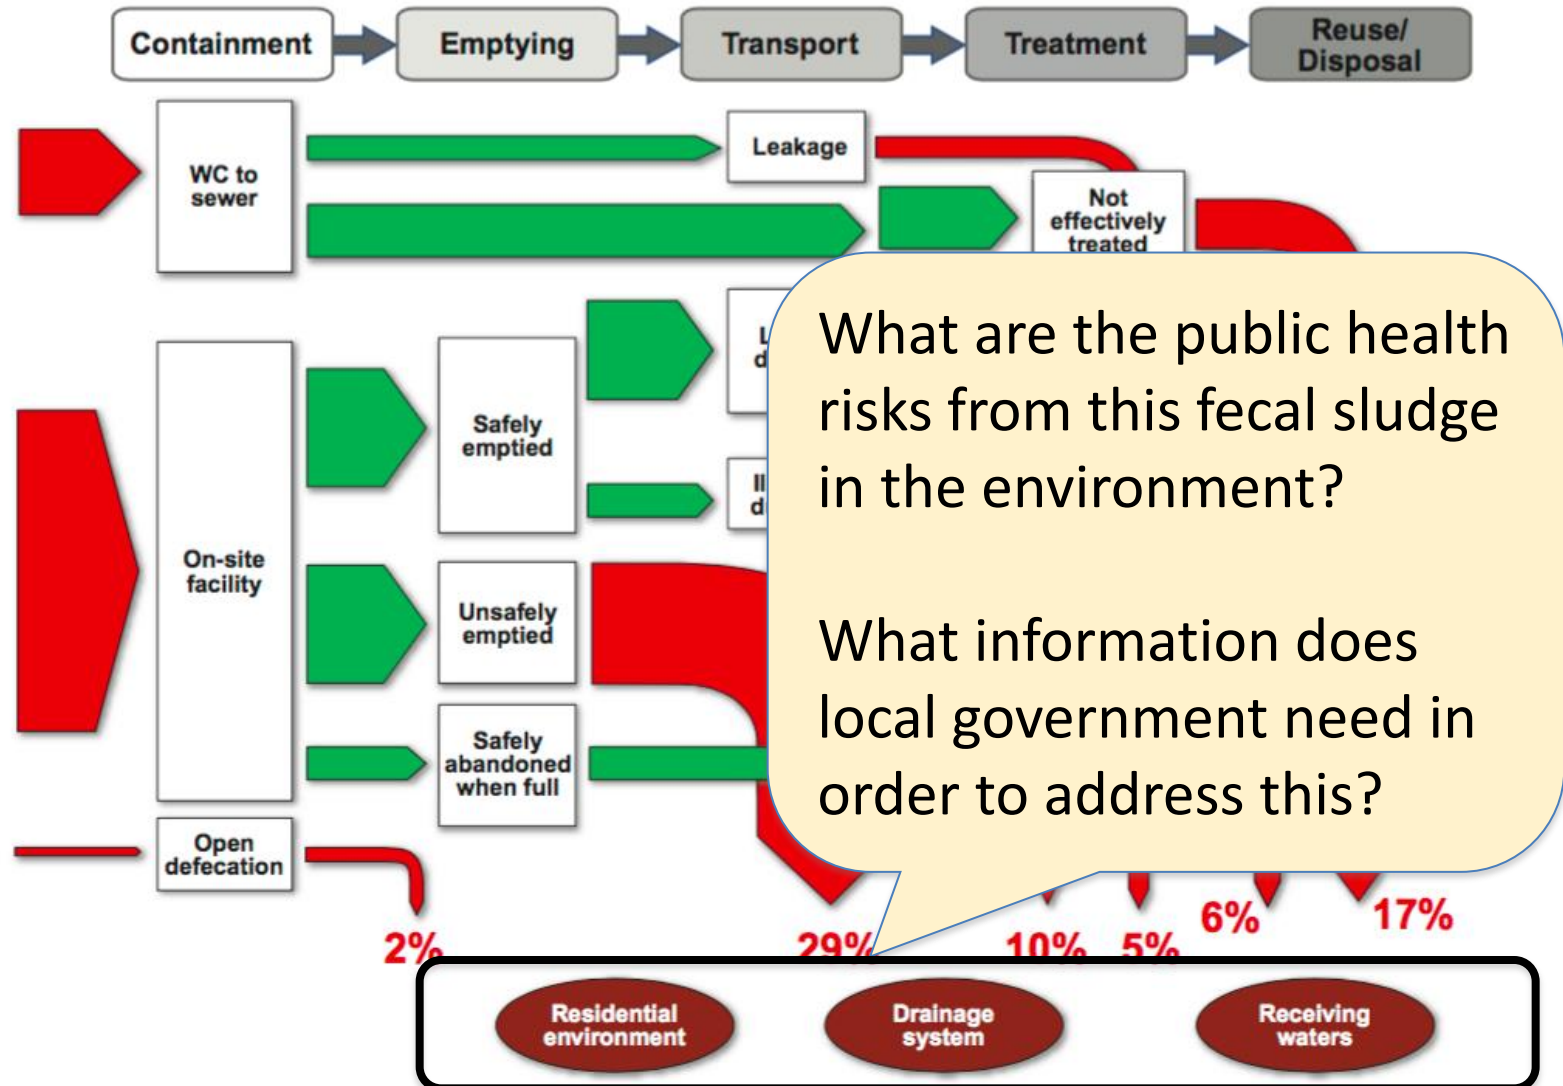 Containment
Emptying
Transport
Treatment
Reuse/
Disposal
WC to
sewer
Leakage
Not
effectively
treated
What are the public health
risks from this fecal sludge
in the environment?
What information does
local government need in
order to address this?
On-site
facility
Safely
emptied
Unsafely
emptied
Safely
abandoned
when full
Open
defecation
2%
29%
10%
5%
6%
17%
Residential
environment
Drainage
system
Receiving
waters